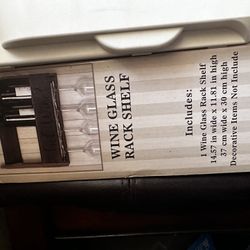 WINE GLASS
RACK SHELF
Includes:
1 Wine Glass Rack Shelf
14.57 in wide x 11.81 in high
37 cm wide x 30 cm high
Decorative Items Not Include